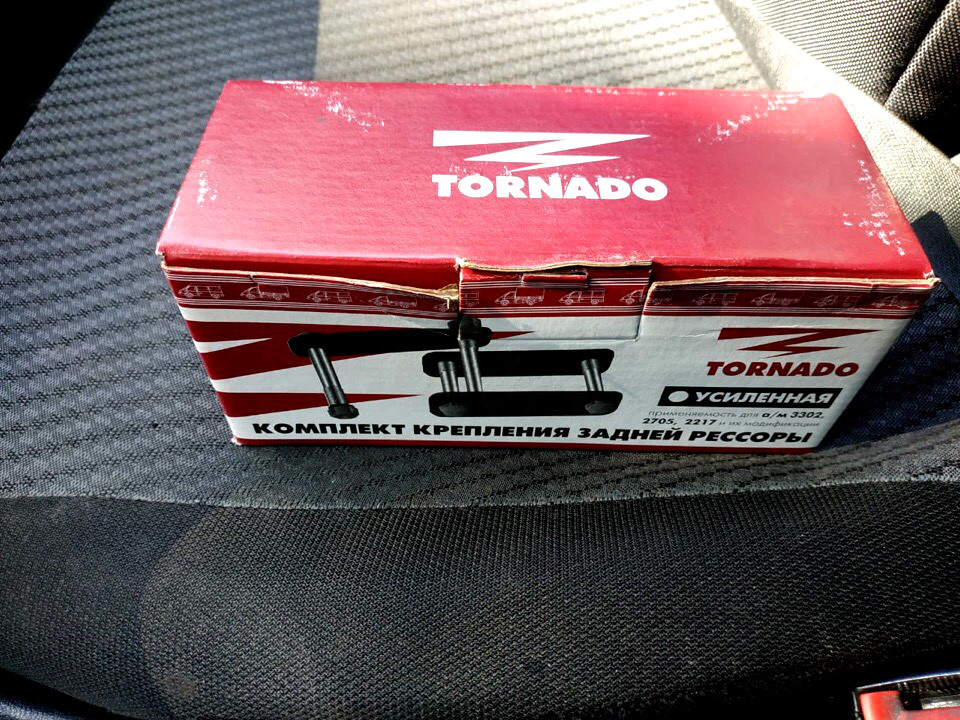 TORNADO
TORNADO
УСИЛЕННАЯ
применяемость для а/м 3302,
2705, 2217 и их модификации
КОМПЛЕКТ КРЕПЛЕНИЯ ЗАДНЕЙ РЕССОРЫ